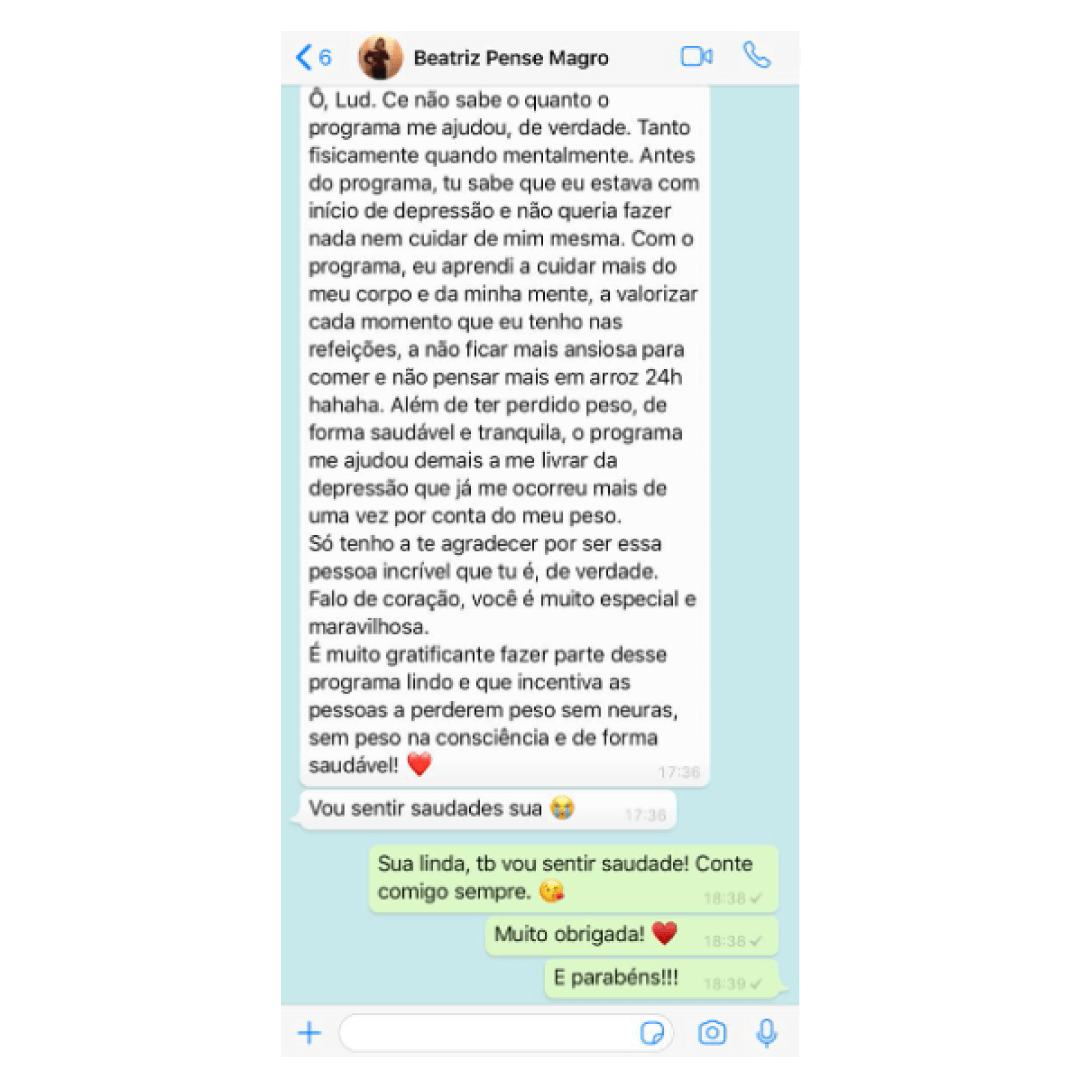 6 Beatriz Pense Magro
Ô, Lud. Ce não sabe o quanto o
programa me ajudou, de verdade. Tanto
fisicamente quando mentalmente. Antes
do programa, tu sabe que eu estava com
início de depressão e não queria fazer
nada nem cuidar de mim mesma. Com o
programa, eu aprendi a cuidar mais do
meu corpo e da minha mente, a valorizar
cada momento que eu tenho nas
refeições, a não ficar mais ansiosa para
comer e não pensar mais em arroz 24h
hahaha. Além de ter perdido peso, de
forma saudável e tranquila, o programa
me ajudou demais a me livrar da
depressão que já me ocorreu mais de
uma vez por conta do meu peso.
Só tenho a te agradecer por ser essa
pessoa incrível que tu é, de verdade.
Falo de coração, você é muito especial e
maravilhosa.
É muito gratificante fazer parte desse
programa lindo e que incentiva as
pessoas a perderem peso sem neuras,
sem peso na consciência e de forma
saudável! ❤️ 17:36
Vou sentir saudades sua 😭 17:36
Sua linda, tb vou sentir saudade! Conte
comigo sempre. 😘 18:38
Muito obrigada! ♥️ 18:38
E parabéns!!! 18:39